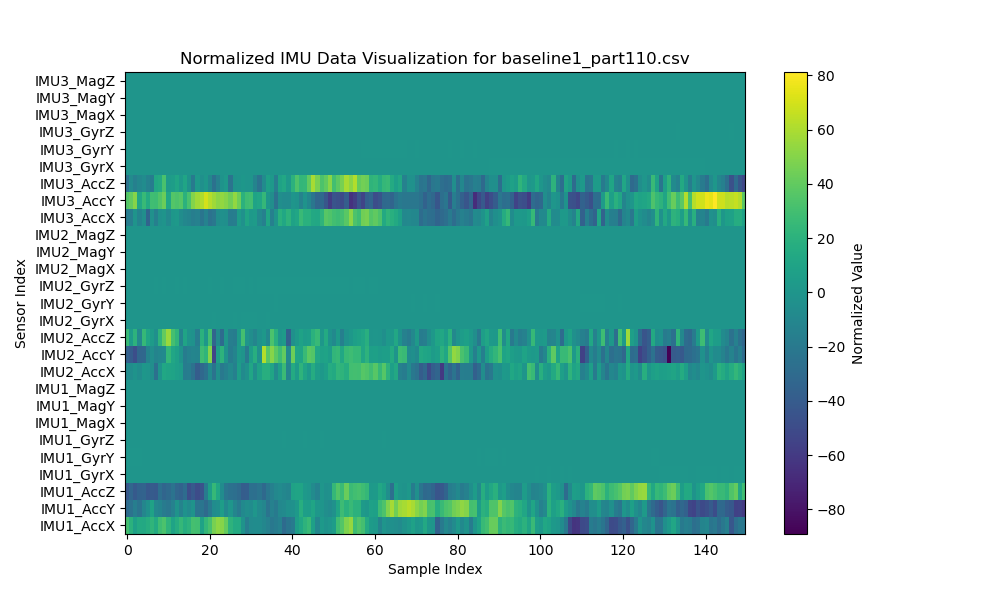 Normalized IMU Data Visualization for baseline1_part110.csv
IMU3_MagZ
IMU3_MagY
IMU3_MagX
IMU3_GyrZ
IMU3_GyrY
IMU3_GyrX
IMU3_AccZ
IMU3_AccY
IMU3_AccX
IMU2_MagZ
IMU2_MagY
IMU2_MagX
IMU2_GyrZ
IMU2_GyrY
IMU2_GyrX
IMU2_AccZ
IMU2_AccY
IMU2_AccX
IMU1_MagZ
IMU1_MagY
IMU1_MagX
IMU1_GyrZ
IMU1_GyrY
IMU1_GyrX
IMU1_AccZ
IMU1_AccY
IMU1_AccX
Sensor Index
0 20 40 60 80 100 120 140
Sample Index
80
60
40
20
0
−20
−40
−60
−80
Normalized Value